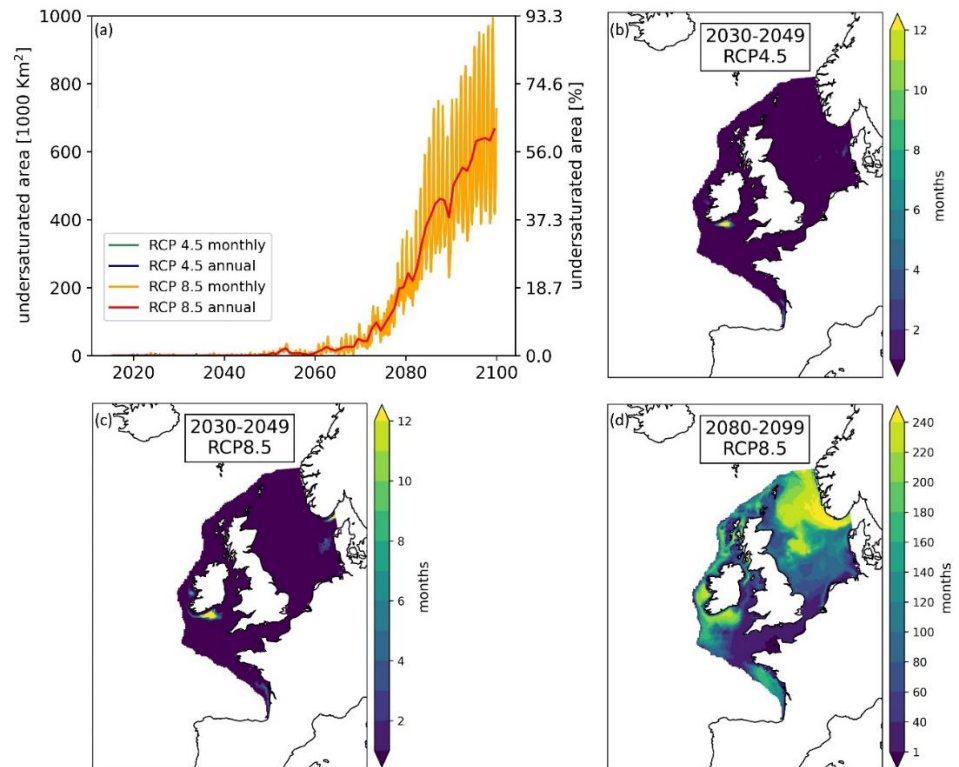 (a)
undersaturated area [1000 Km²]
1000
800
600
400
200
0
2020
2040
2060
2080
2100
93.3
74.6
56.0
37.3
18.7
0.0
undersaturated area [%]
RCP 4.5 monthly
RCP 4.5 annual
RCP 8.5 monthly
RCP 8.5 annual
(b)
2030-2049
RCP4.5
12
10
8
6
4
2
months
(c)
2030-2049
RCP8.5
12
10
8
6
4
2
months
(d)
2080-2099
RCP8.5
240
220
200
180
160
140
120
100
80
60
40
1
months